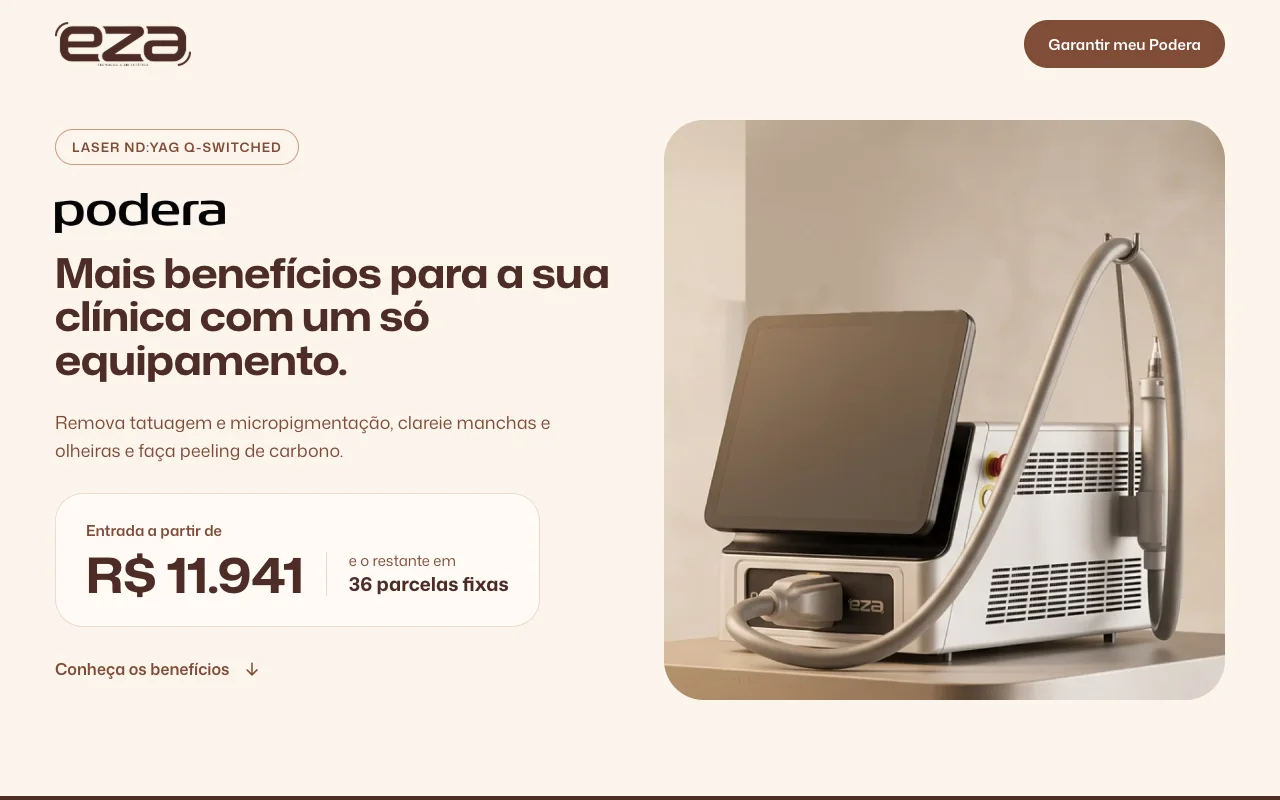 eza
Garantir meu Podera
LASER ND:YAG Q-SWITCHED
podera
Mais benefícios para a sua
clínica com um só
equipamento.
Remova tatuagem e micropigmentação, clareie manchas e
olheiras e faça peeling de carbono.
Entrada a partir de
R$ 11.941
e o restante em
36 parcelas fixas
eza
Conheça os benefícios ↓